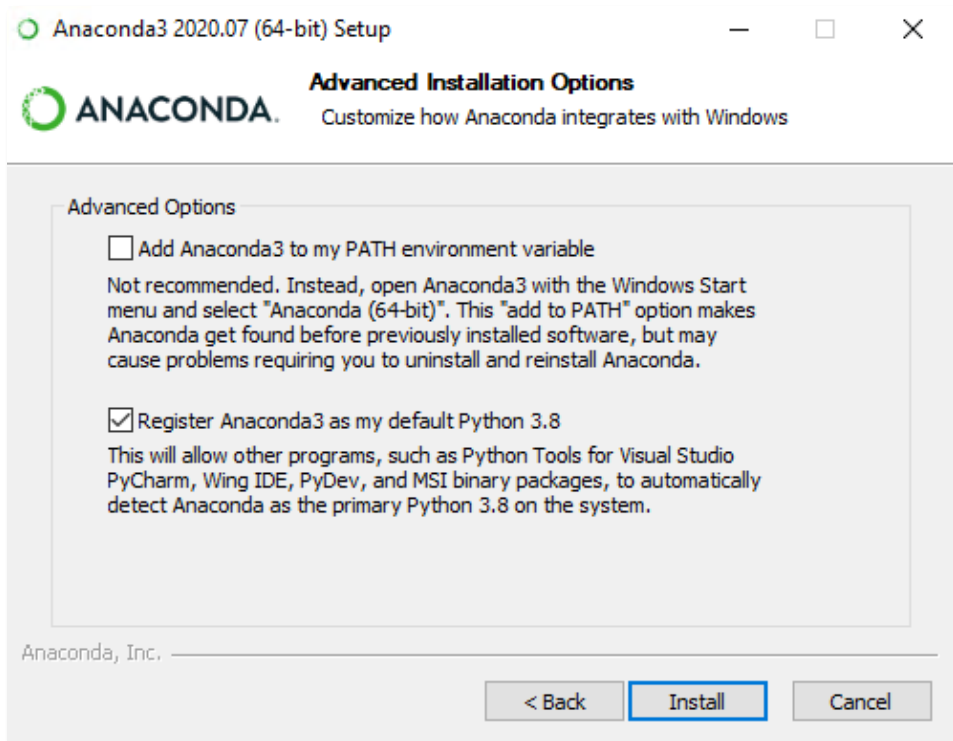 Anaconda3 2020.07 (64-bit) Setup
ANACONDA.
Advanced Installation Options
Customize how Anaconda integrates with Windows
Advanced Options
Add Anaconda3 to my PATH environment variable
Not recommended. Instead, open Anaconda3 with the Windows Start
menu and select "Anaconda (64-bit)". This "add to PATH" option makes
Anaconda get found before previously installed software, but may
cause problems requiring you to uninstall and reinstall Anaconda.
Register Anaconda3 as my default Python 3.8
This will allow other programs, such as Python Tools for Visual Studio
PyCharm, Wing IDE, PyDev, and MSI binary packages, to automatically
detect Anaconda as the primary Python 3.8 on the system.
Anaconda, Inc.
< Back
Install
Cancel